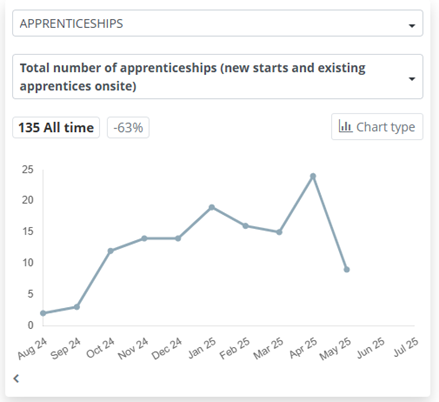 APPRENTICESHIPS
Total number of apprenticeships (new starts and existing
apprentices onsite)
135 All time
-63%
Chart type
25
20
15
10
5
0
Aug 24
Sep 24
Oct 24
Nov 24
Dec 24
Jan 25
Feb 25
Mar 25
Apr 25
May 25
Jun 25
Jul 25